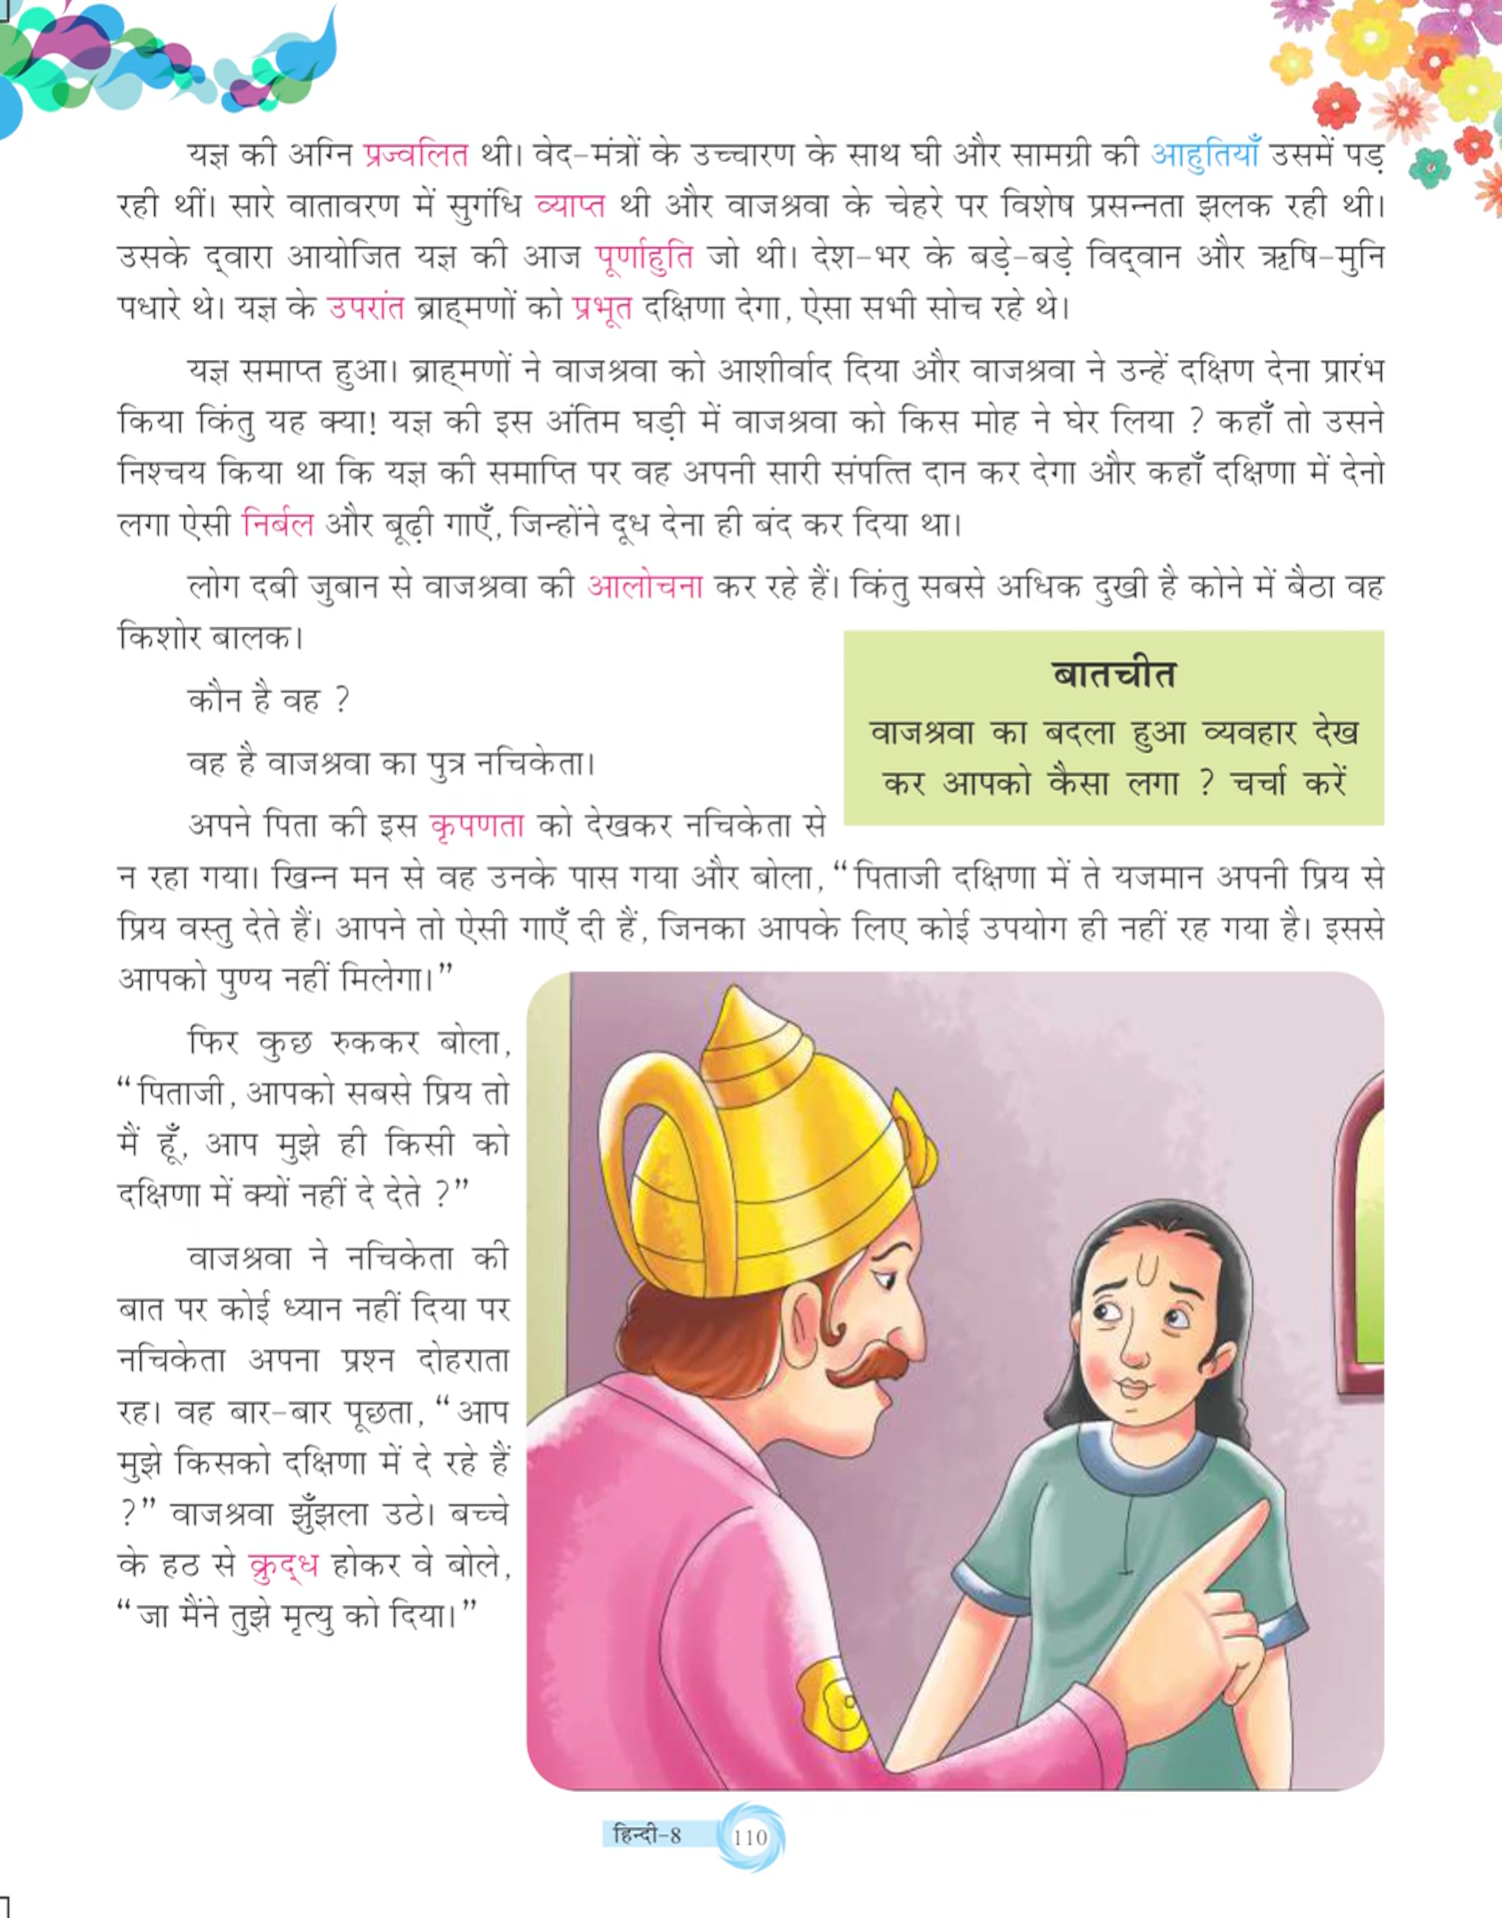 यज्ञ की अग्नि प्रज्वलित थी। वेद-मंत्रों के उच्चारण के साथ घी और सामग्री की आहुतियाँ उसमें पड़
रही थीं। सारे वातावरण में सुगंधि व्याप्त थी और वाजश्रवा के चेहरे पर विशेष प्रसन्नता झलक रही थी।
उसके द्वारा आयोजित यज्ञ की आज पूर्णाहुति जो थी। देश-भर के बड़े-बड़े विद्वान और ऋषि-मुनि
पधारे थे। यज्ञ के उपरांत ब्राह्मणों को प्रभूत दक्षिणा देगा, ऐसा सभी सोच रहे थे।
यज्ञ समाप्त हुआ। ब्राह्मणों ने वाजश्रवा को आशीर्वाद दिया और वाजश्रवा ने उन्हें दक्षिण देना प्रारंभ
किया किंतु यह क्या! यज्ञ की इस अंतिम घड़ी में वाजश्रवा को किस मोह ने घेर लिया ? कहाँ तो उसने
निश्चय किया था कि यज्ञ की समाप्ति पर वह अपनी सारी संपत्ति दान कर देगा और कहाँ दक्षिणा में देनो
लगा ऐसी निर्बल और बूढ़ी गाएँ, जिन्होंने दूध देना ही बंद कर दिया था।
लोग दबी जुबान से वाजश्रवा की आलोचना कर रहे हैं। किंतु सबसे अधिक दुखी है कोने में बैठा वह
किशोर बालक।
कौन है वह ?
वह है वाजश्रवा का पुत्र नचिकेता।
बातचीत
वाजश्रवा का बदला हुआ व्यवहार देख
कर आपको कैसा लगा ? चर्चा करें
अपने पिता की इस कृपणता को देखकर नचिकेता से
न रहा गया। खिन्न मन से वह उनके पास गया और बोला, “पिताजी दक्षिणा में ते यजमान अपनी प्रिय से
प्रिय वस्तु देते हैं। आपने तो ऐसी गाएँ दी हैं, जिनका आपके लिए कोई उपयोग ही नहीं रह गया है। इससे
आपको पुण्य नहीं मिलेगा।”
फिर कुछ रुककर बोला,
“पिताजी, आपको सबसे प्रिय तो
मैं हूँ, आप मुझे ही किसी को
दक्षिणा में क्यों नहीं दे देते ?”
वाजश्रवा ने नचिकेता की
बात पर कोई ध्यान नहीं दिया पर
नचिकेता अपना प्रश्न दोहराता
रह। वह बार-बार पूछता, “आप
मुझे किसको दक्षिणा में दे रहे हैं
?” वाजश्रवा झुँझला उठे। बच्चे
के हठ से क्रुद्ध होकर वे बोले,
“जा मैंने तुझे मृत्यु को दिया।”
हिन्दी-8
110